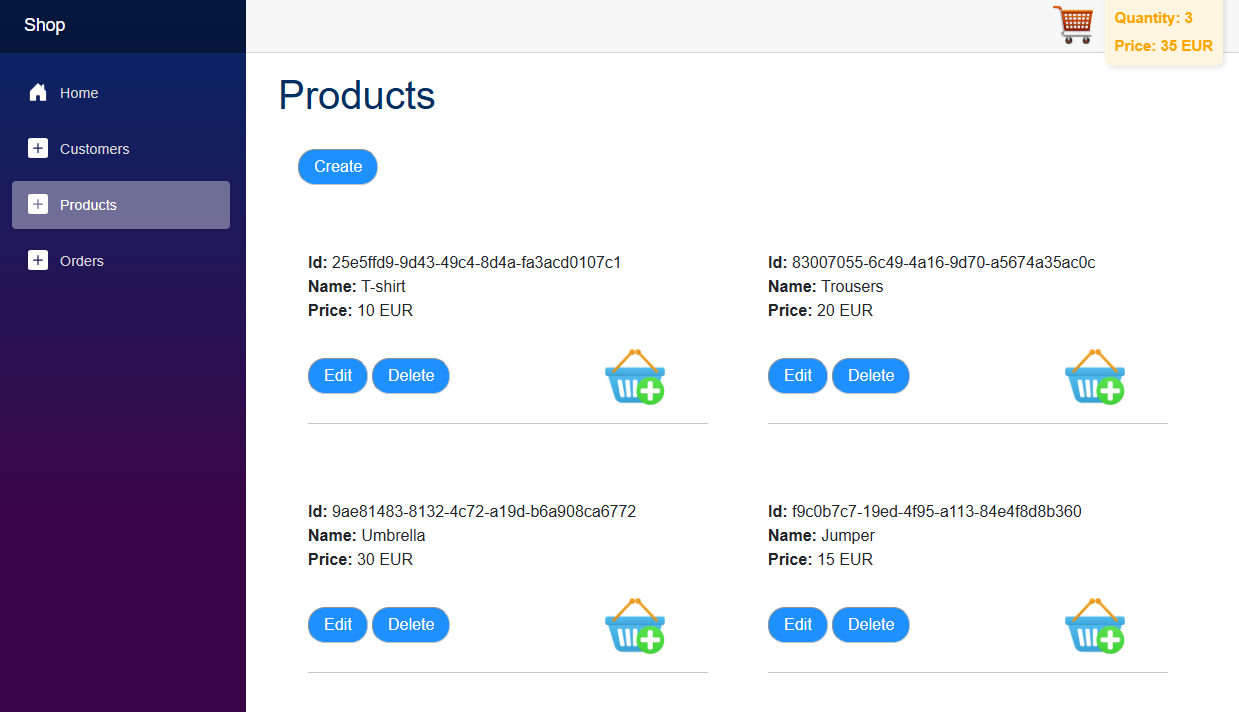 Shop
Quantity: 3
Price: 35 EUR
Home
Customers
Products
Orders
Products
Create
Id: 25e5ffd9-9d43-49c4-8d4a-fa3acd0107c1
Name: T-shirt
Price: 10 EUR
Edit Delete
Id: 83007055-6c49-4a16-9d70-a5674a35ac0c
Name: Trousers
Price: 20 EUR
Edit Delete
Id: 9ae81483-8132-4c72-a19d-b6a908ca6772
Name: Umbrella
Price: 30 EUR
Edit Delete
Id: f9c0b7c7-19ed-4f95-a113-84e4f8d8b360
Name: Jumper
Price: 15 EUR
Edit Delete